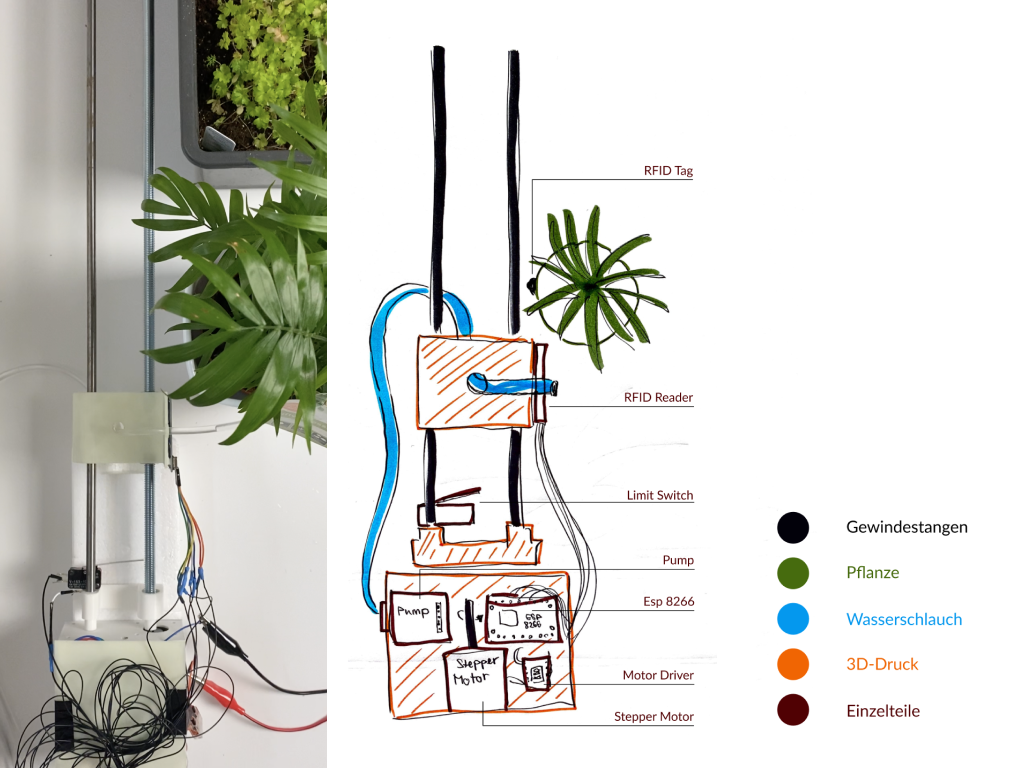 RFID Tag
RFID Reader
Limit Switch
Pump
Esp 8266
Motor Driver
Stepper Motor
Pump
ESP
8266
Stepper
Motor
Gewindestangen
Pflanze
Wasserschlauch
3D-Druck
Einzelteile